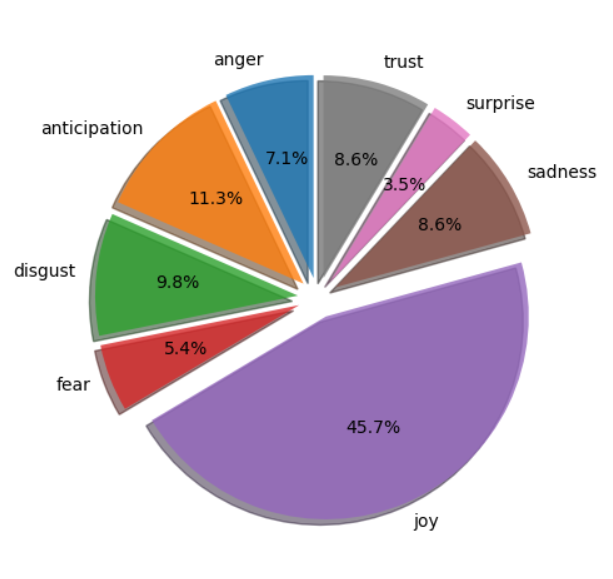 anger
trust
surprise
anticipation
sadness
7.1%
8.6%
3.5%
11.3%
8.6%
disgust
9.8%
fear
5.4%
45.7%
joy